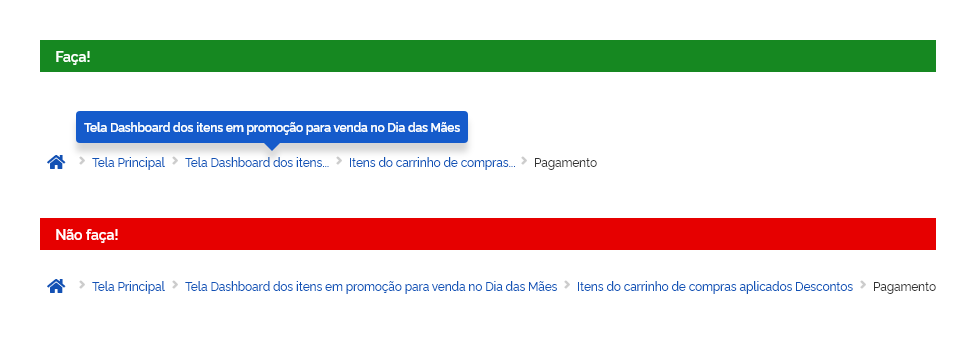 Faça!
Tela Dashboard dos itens em promoção para venda no Dia das Mães
Tela Principal Tela Dashboard dos itens... Itens do carrinho de compras... Pagamento
Não faça!
Tela Principal Tela Dashboard dos itens em promoção para venda no Dia das Mães Itens do carrinho de compras aplicados Descontos Pagamento